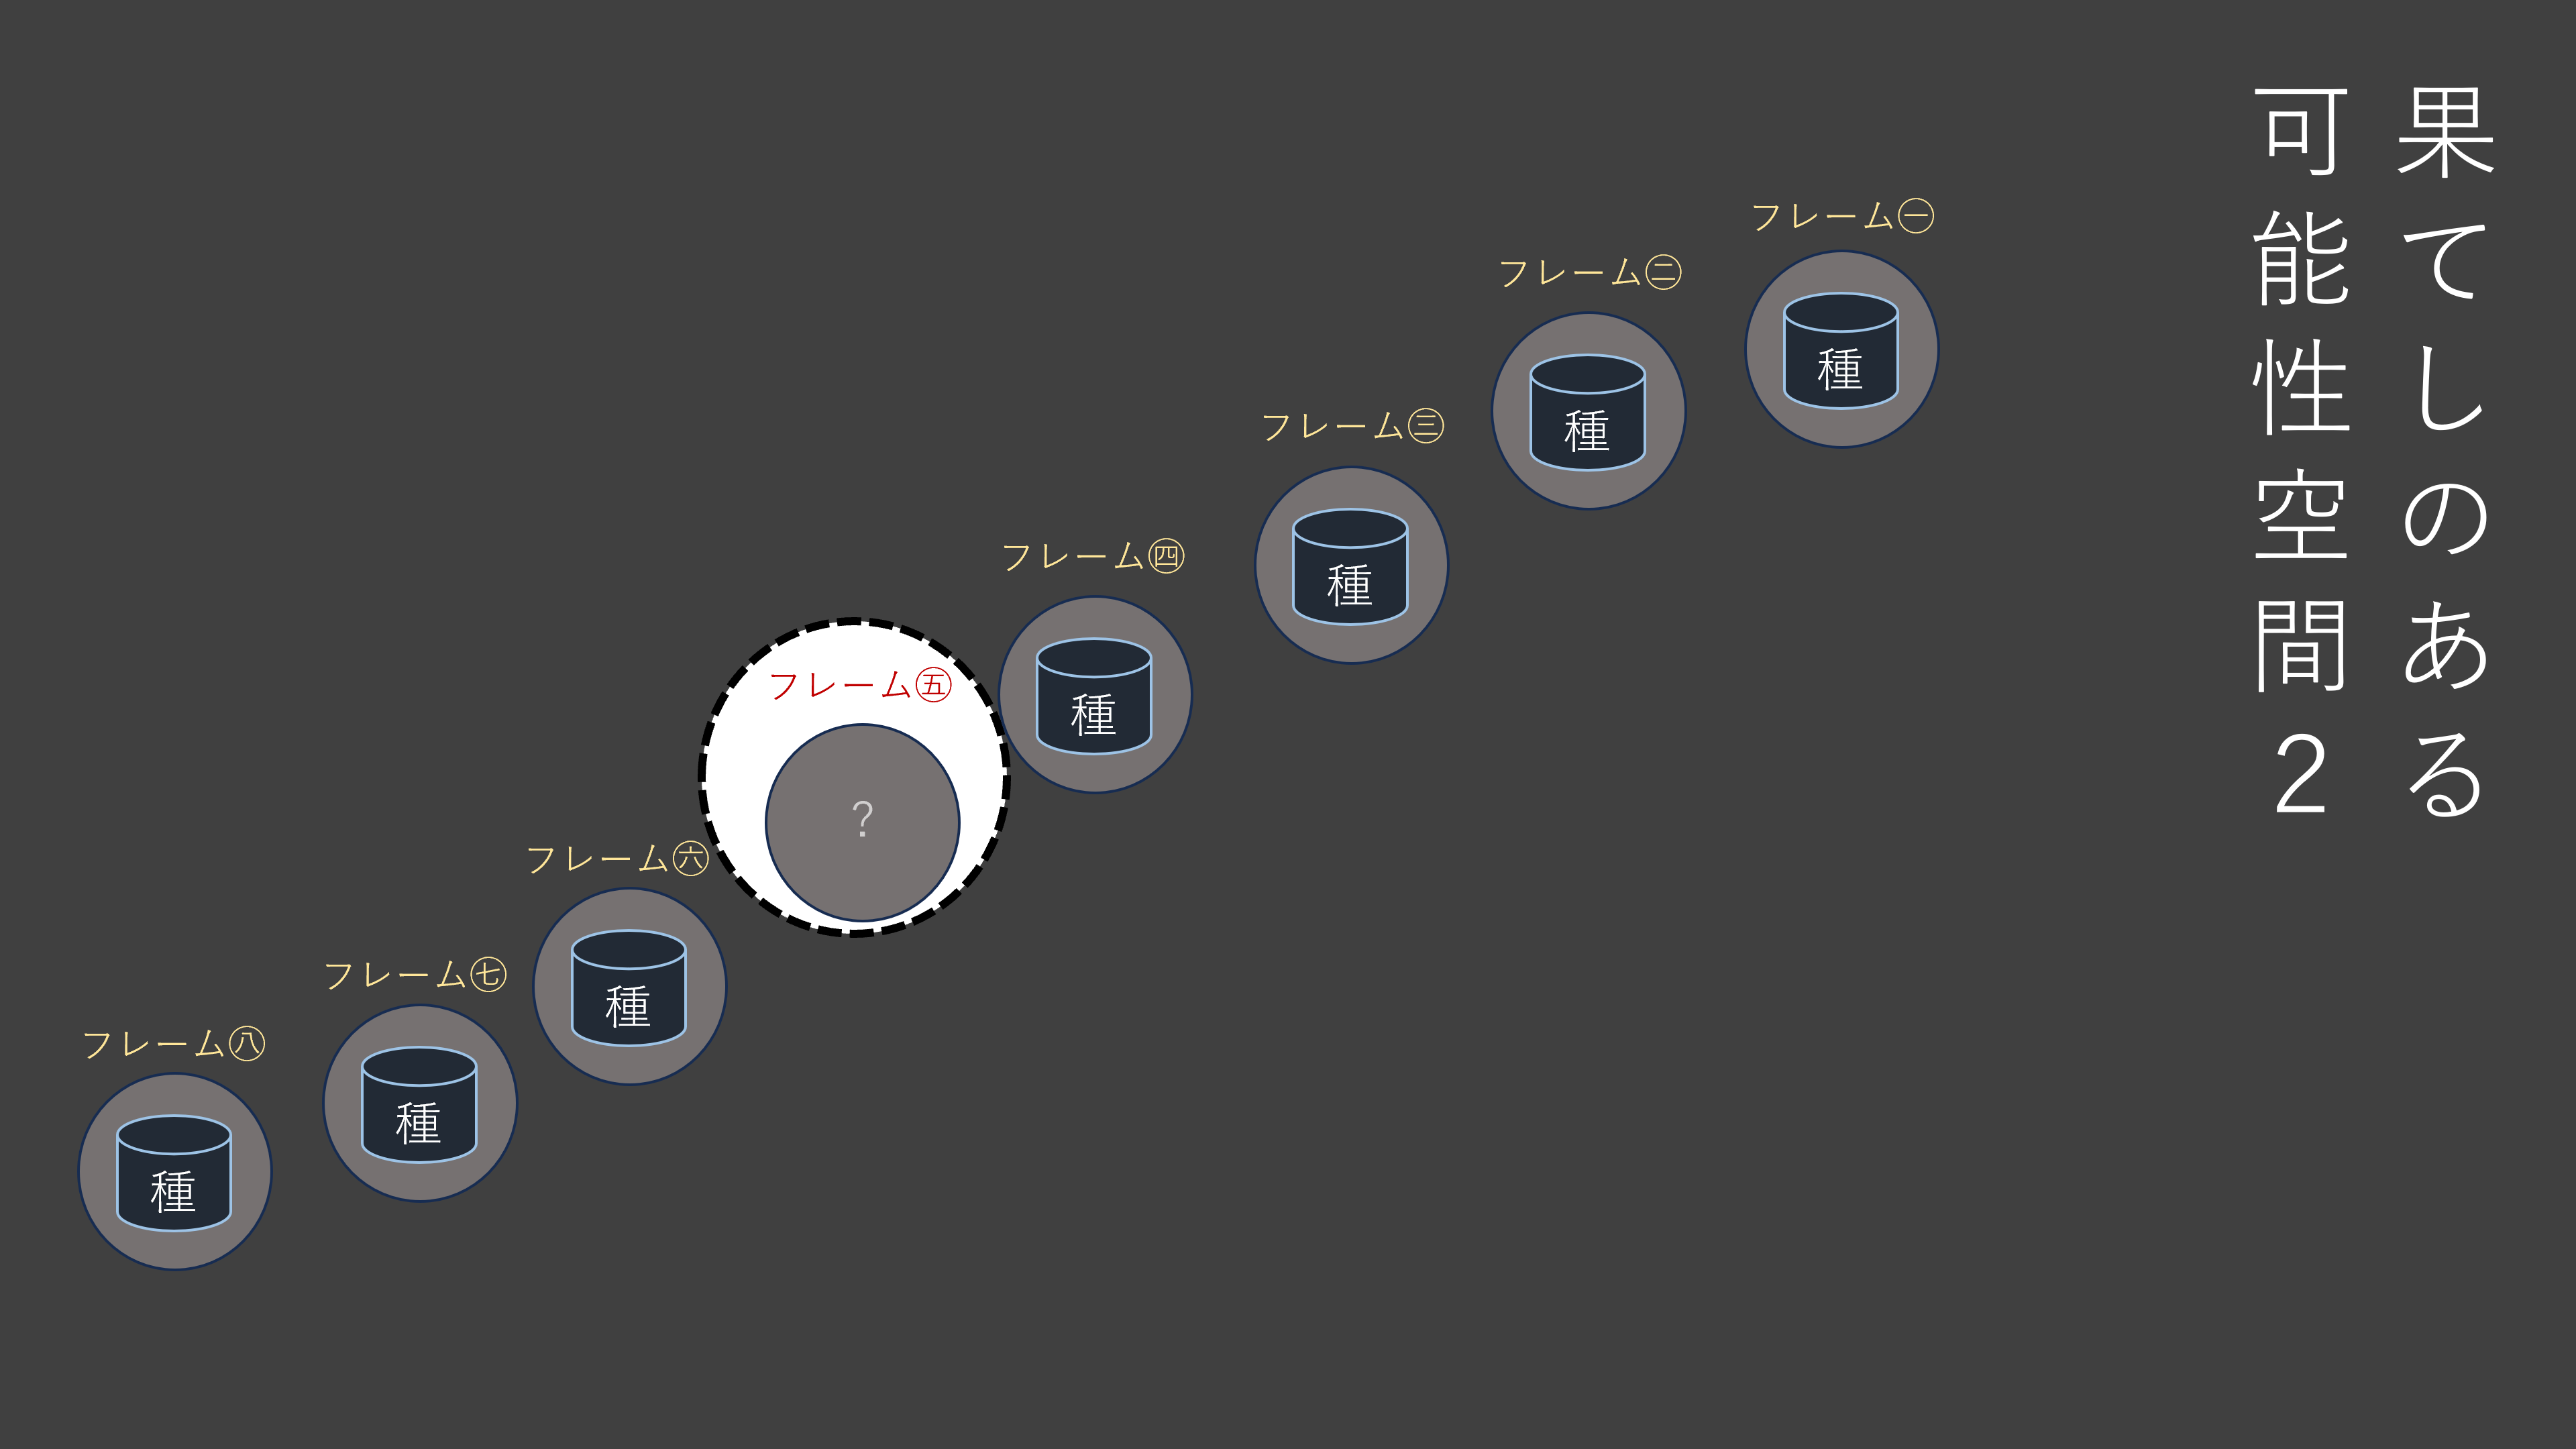 果てしのある
可能性空間2
フレーム㊀
種
フレーム㊁
種
フレーム㊂
種
フレーム㊃
種
フレーム㊄
?
フレーム㊅
種
フレーム㊆
種
フレーム㊇
種